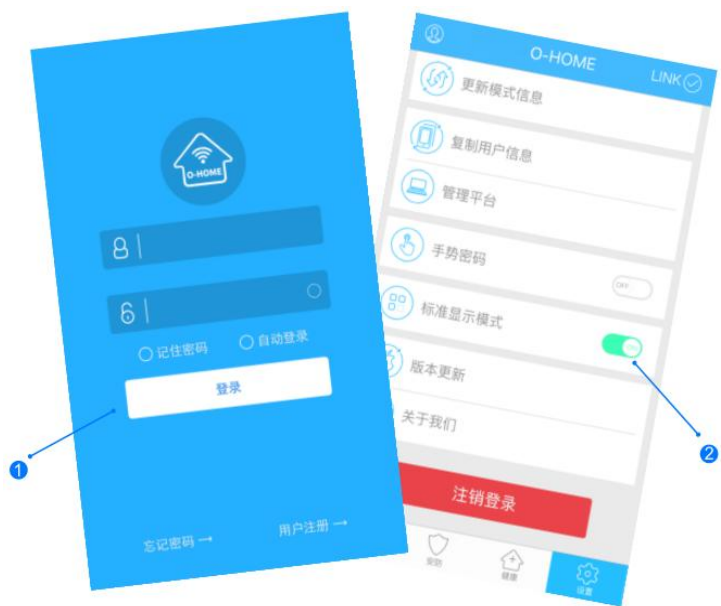 O-HOME
记住密码
自动登录
登录
忘记密码 →
用户注册 →
1
O-HOME
LINK
更新模式信息
复制用户信息
管理平台
手势密码
OFF
标准显示模式
版本更新
关于我们
注销登录
安防
健康
设置
2